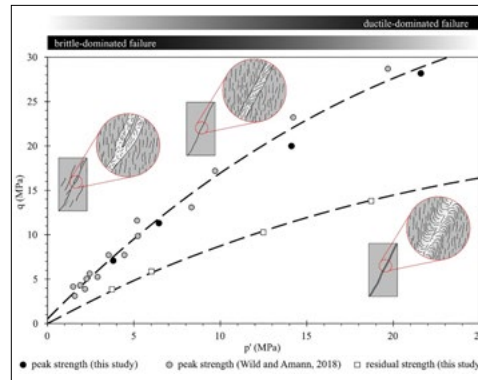 ductile-dominated failure
brittle-dominated failure
30
25
20
15
10
5
0
q (MPa)
0
5
10
15
20
25
p' (MPa)
peak strength (this study)
peak strength (Wild and Amann, 2018)
residual strength (this study)